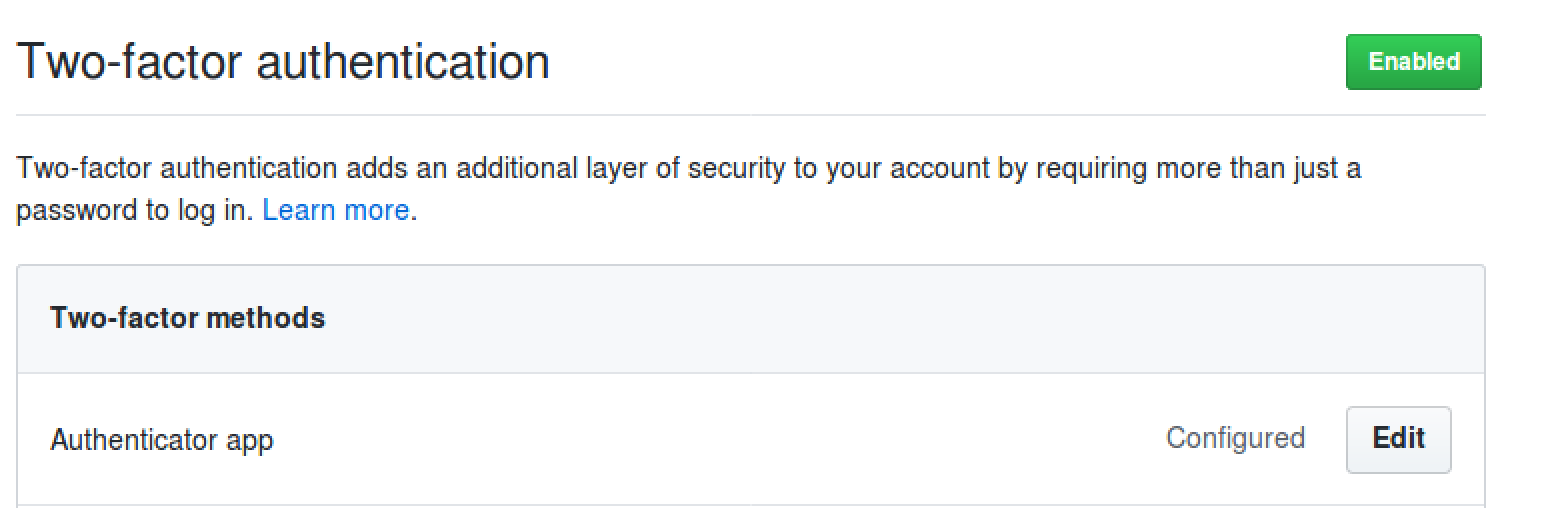 Two-factor authentication
Enabled
Two-factor authentication adds an additional layer of security to your account by requiring more than just a
password to log in. Learn more.
Two-factor methods
Authenticator app
Configured
Edit